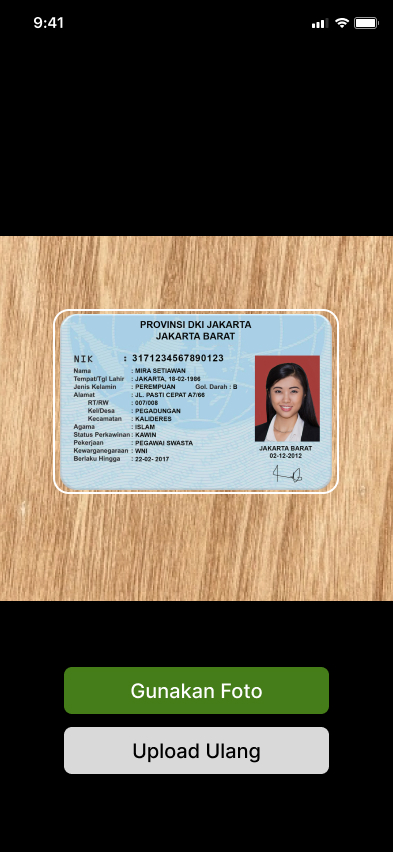 9:41
PROVINSI DKI JAKARTA
JAKARTA BARAT
NIK : 3171234567890123
Nama : MIRA SETIAWAN
Tempat/Tgl Lahir : JAKARTA, 18-02-1986
Jenis Kelamin : PEREMPUAN Gol. Darah : B
Alamat : JL. PASTI CEPAT A7/66
RT/RW : 007/008
Kel/Desa : PEGADUNGAN
Kecamatan : KALIDERES
Agama : ISLAM
Status Perkawinan : KAWIN
Pekerjaan : PEGAWAI SWASTA
Kewarganegaraan : WNI
Berlaku Hingga : 22-02- 2017
JAKARTA BARAT
02-12-2012
Gunakan Foto
Upload Ulang